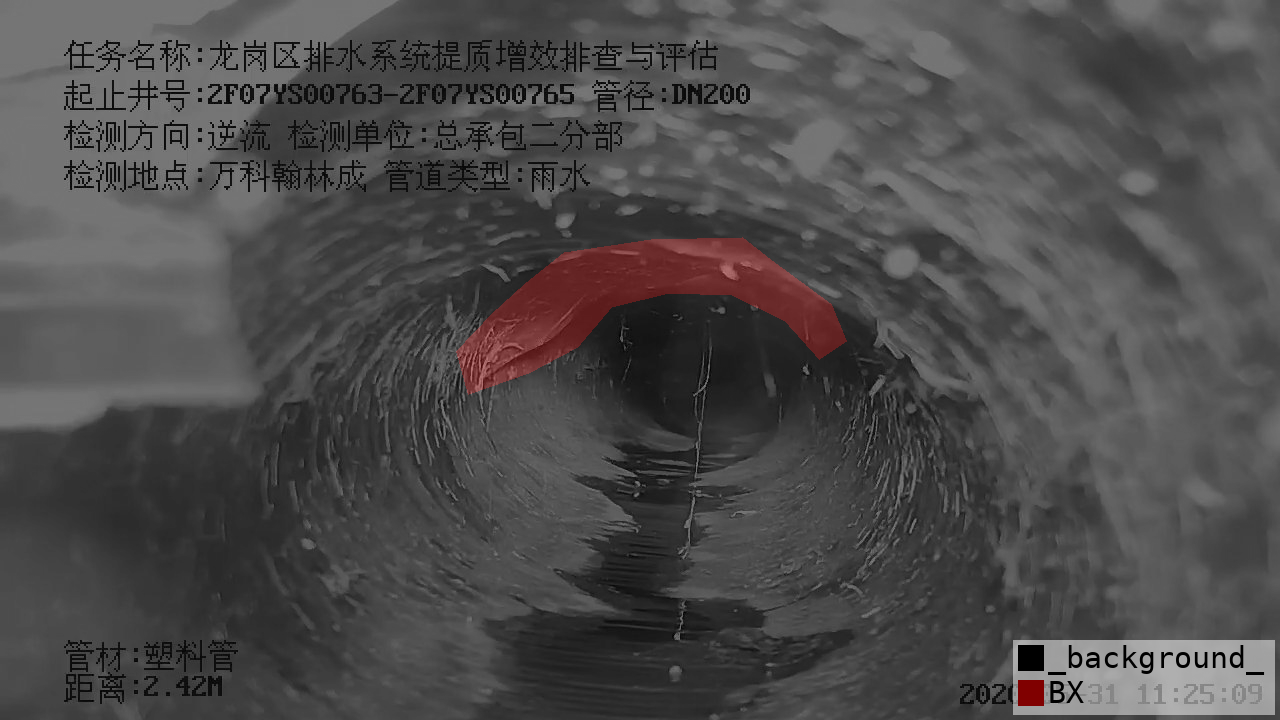 任务名称:龙岗区排水系统提质增效排查与评估
起止井号:2F07YS00763-2F07YS00765 管径:DN200
检测方向:逆流 检测单位:总承包二分部
检测地点:万科翰林成 管道类型:雨水
管材:塑料管
距离:2.42M
_background_
BX
202 31 11:25:09